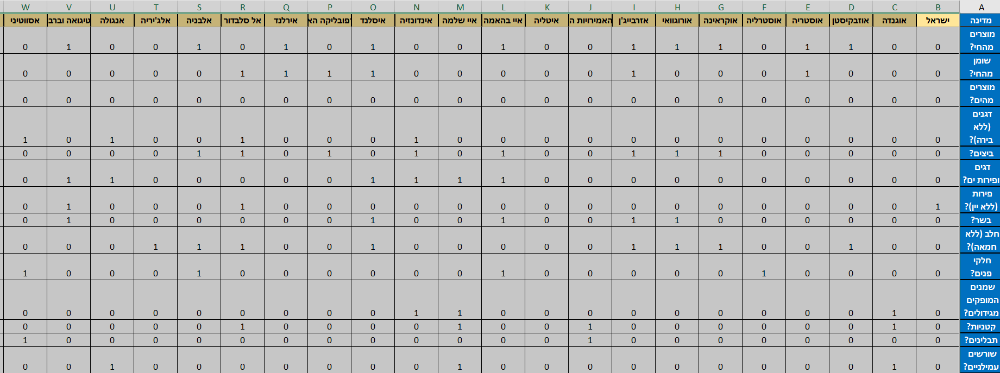 A B C D E F G H I J K L M N O P Q R S T U V W
מדינה ישראל אוגנדה אוזבקיסטן אוסטריה אוסטרליה אוקראינה אורוגוואי אזרבייג'ן האמירויות ה איטליה איי בהאמה איי שלמה אינדונזיה איסלנד פובליקה הא אירלנד אל סלבדור אלבניה אלג'יריה אנגולה טיגואה וברב אסווטיני
מוצרים
מהחי? 0 0 1 1 0 1 1 1 0 0 1 0 0 1 0 1 0 1 0 0 1 0
שומן
מהחי? 0 0 0 1 0 0 0 1 0 0 0 0 0 1 1 1 1 0 0 0 0 0
מוצרים
מהים? 0 0 0 0 0 0 0 0 0 0 0 0 0 0 0 0 0 0 0 0 0 0
דגנים
(ללא
בירה)? 0 0 0 0 0 0 0 0 0 0 0 0 1 0 0 0 1 0 0 1 0 1
ביצים? 0 0 0 0 0 1 1 1 0 0 1 0 1 0 1 0 1 1 0 0 0 0
דגים
ופירות ים? 0 0 0 0 0 0 0 0 0 0 1 1 1 1 0 0 0 0 0 1 1 0
פירות
(ללא יין)? 1 0 0 0 0 0 0 0 0 0 0 0 0 0 0 0 1 0 0 0 1 0
בשר? 0 0 0 0 0 0 1 1 0 0 1 0 0 1 0 0 0 0 0 0 1 0
חלב (ללא
חמאה)? 0 0 1 0 0 1 1 1 0 0 0 0 0 1 0 0 1 1 1 0 0 0
חלקי
פנים? 0 0 0 0 1 0 0 0 0 0 1 0 0 0 0 0 0 1 0 0 0 1
שמנים
המופקים
מגידולים? 0 1 0 0 0 0 0 0 0 0 0 1 1 0 0 0 0 0 0 0 0 0
קטניות? 0 1 0 0 0 0 0 0 1 0 0 1 0 0 0 0 1 0 0 0 0 0
תבלינים? 0 0 0 0 0 0 0 0 1 0 0 0 0 0 0 0 0 0 0 0 0 1
שורשים
עמילניים? 0 1 0 0 0 0 0 0 0 0 0 1 0 0 0 0 0 0 0 1 0 0